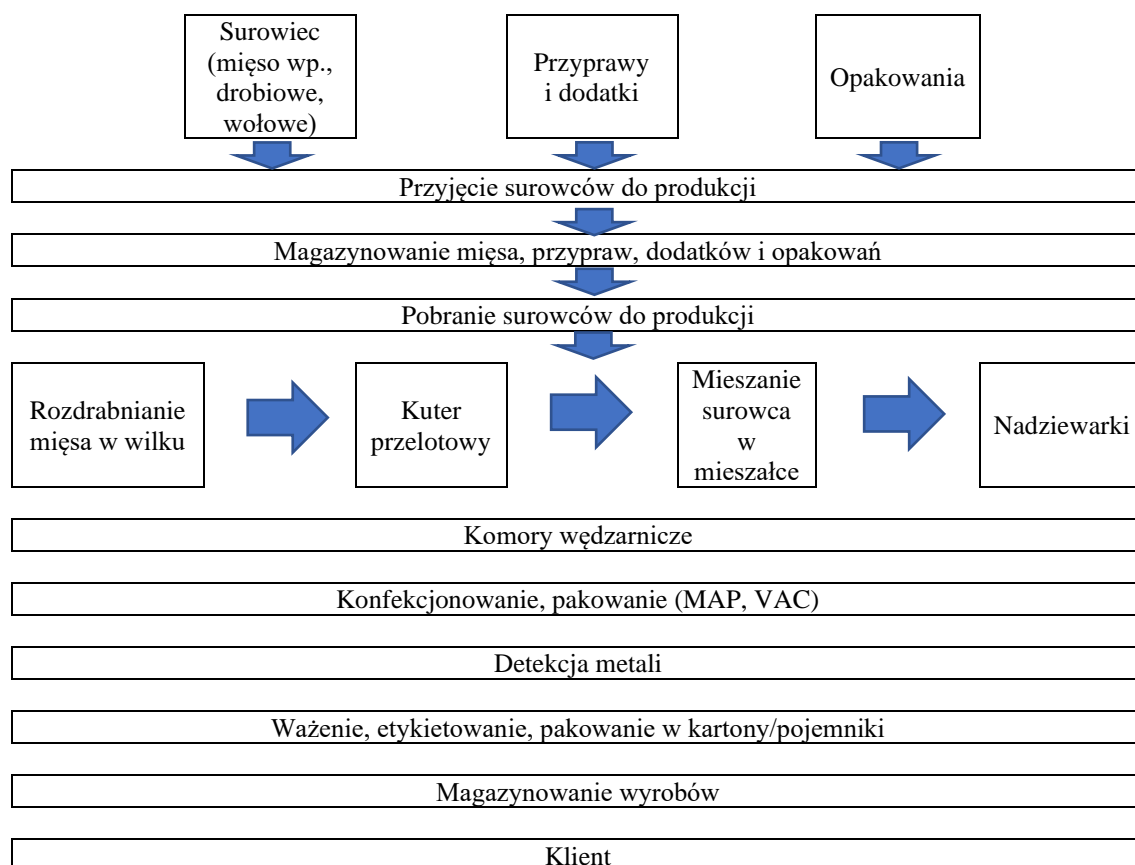 Surowiec
(mięso wp.,
drobiowe,
wołowe)
Przyprawy
i dodatki
Opakowania
Przyjęcie surowców do produkcji
Magazynowanie mięsa, przypraw, dodatków i opakowań
Pobranie surowców do produkcji
Rozdrabnianie
mięsa w wilku
Kuter
przelotowy
Mieszanie
surowca
w
mieszałce
Nadziewarki
Komory wędzarnicze
Konfekcjonowanie, pakowanie (MAP, VAC)
Detekcja metali
Ważenie, etykietowanie, pakowanie w kartony/pojemniki
Magazynowanie wyrobów
Klient